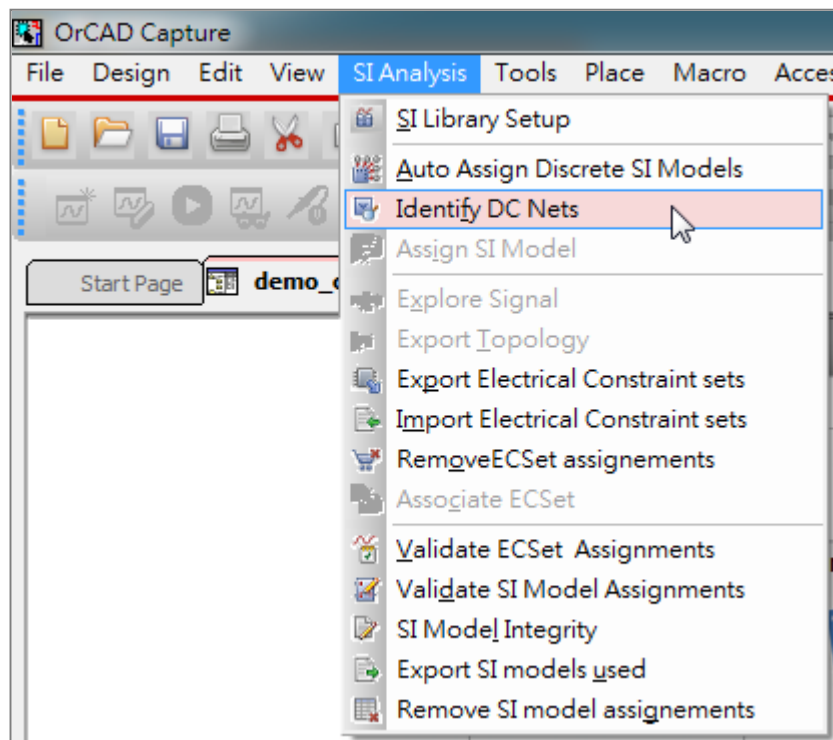 OrCAD Capture
File Design Edit View SI Analysis Tools Place Macro
SI Library Setup
Auto Assign Discrete SI Models
Identify DC Nets
Assign SI Model
Start Page demo_
Explore Signal
Export Topology
Export Electrical Constraint sets
Import Electrical Constraint sets
RemoveECSet assignements
Associate ECSet
Validate ECSet Assignments
Validate SI Model Assignments
SI Model Integrity
Export SI models used
Remove SI model assignements